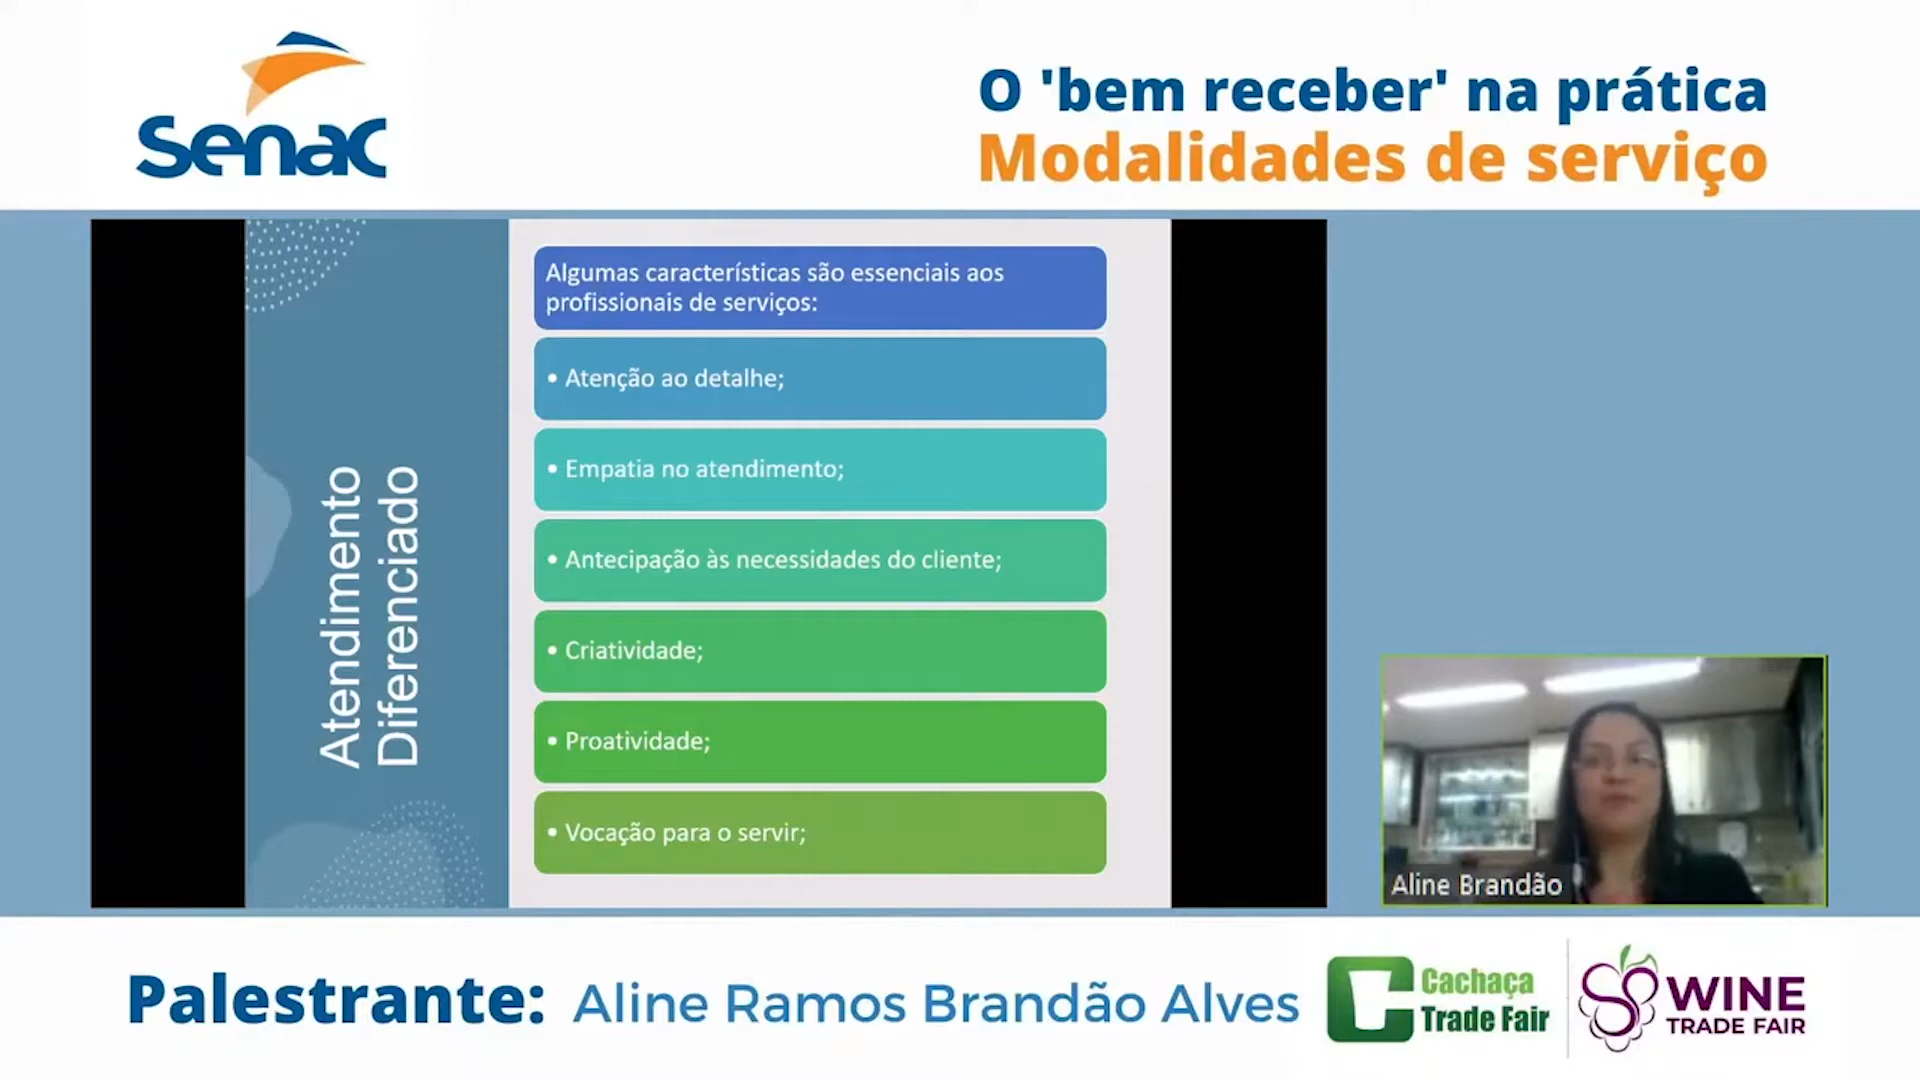 Senac
O 'bem receber' na prática
Modalidades de serviço
Atendimento
Diferenciado
Algumas características são essenciais aos
profissionais de serviços:
• Atenção ao detalhe;
• Empatia no atendimento;
• Antecipação às necessidades do cliente;
• Criatividade;
• Proatividade;
• Vocação para o servir;
Aline Brandão
Palestrante: Aline Ramos Brandão Alves
Cachaça
Trade Fair
WINE
TRADE FAIR